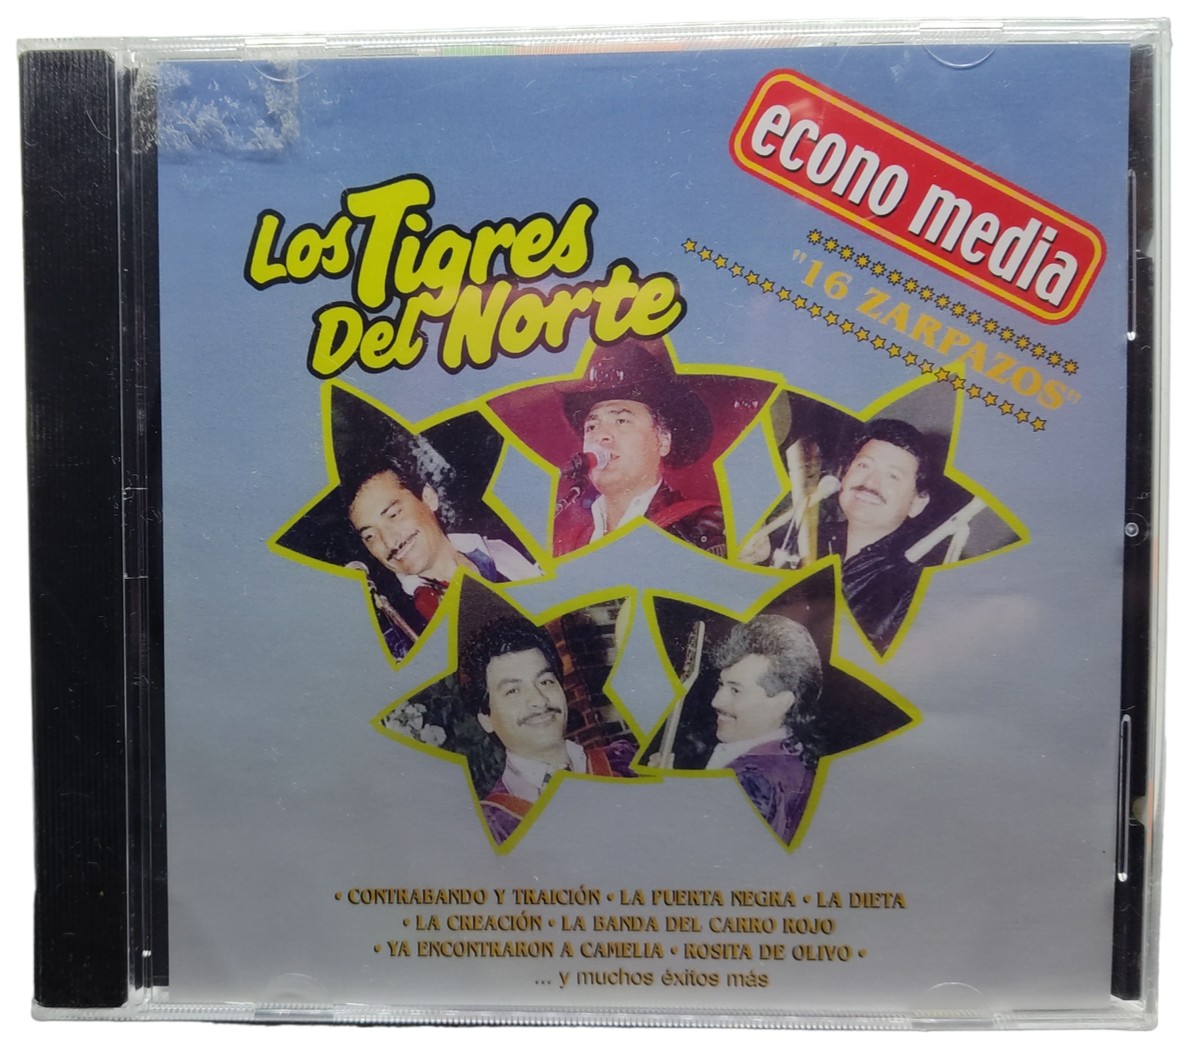 econo media
"16 ZARPAZOS"
Los Tigres
Del Norte
• CONTRABANDO Y TRAICIÓN • LA PUERTA NEGRA • LA DIETA
• LA CREACIÓN • LA BANDA DEL CARRO ROJO
• YA ENCONTRARON A CAMELIA • ROSITA DE OLIVO •
... y muchos éxitos más